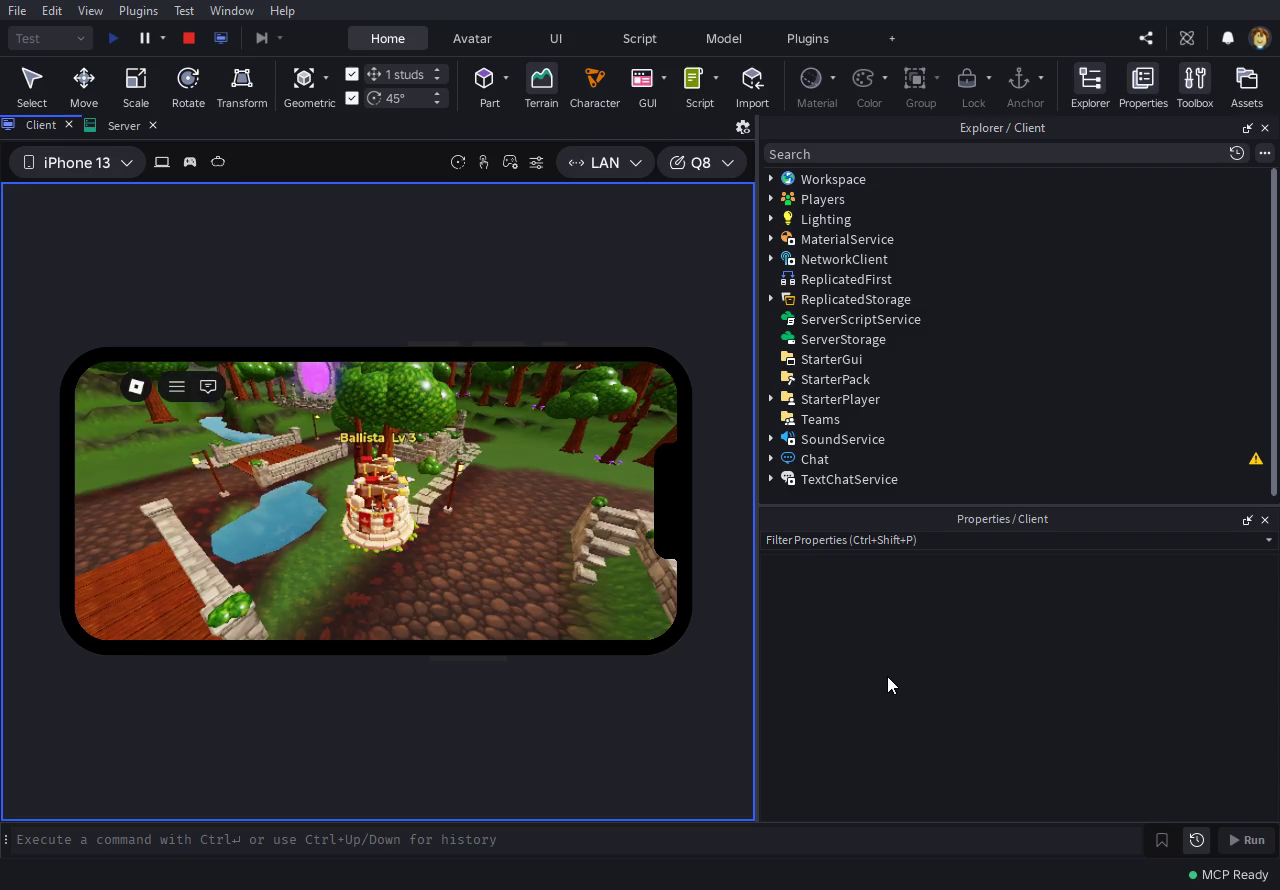 File Edit View Plugins Test Window Help
Test Home Avatar UI Script Model Plugins +
Select Move Scale Rotate Transform Geometric 1 studs 45° Part Terrain Character GUI Script Import Material Color Group Lock Anchor Explorer Properties Toolbox Assets
Client Server Explorer / Client
iPhone 13 LAN Q8
Search
Workspace
Players
Lighting
MaterialService
NetworkClient
ReplicatedFirst
ReplicatedStorage
ServerScriptService
ServerStorage
StarterGui
StarterPack
StarterPlayer
Teams
SoundService
Chat
TextChatService
Ballista Lv 3
Properties / Client
Filter Properties (Ctrl+Shift+P)
Execute a command with Ctrl↵ or use Ctrl+Up/Down for history
Run
MCP Ready